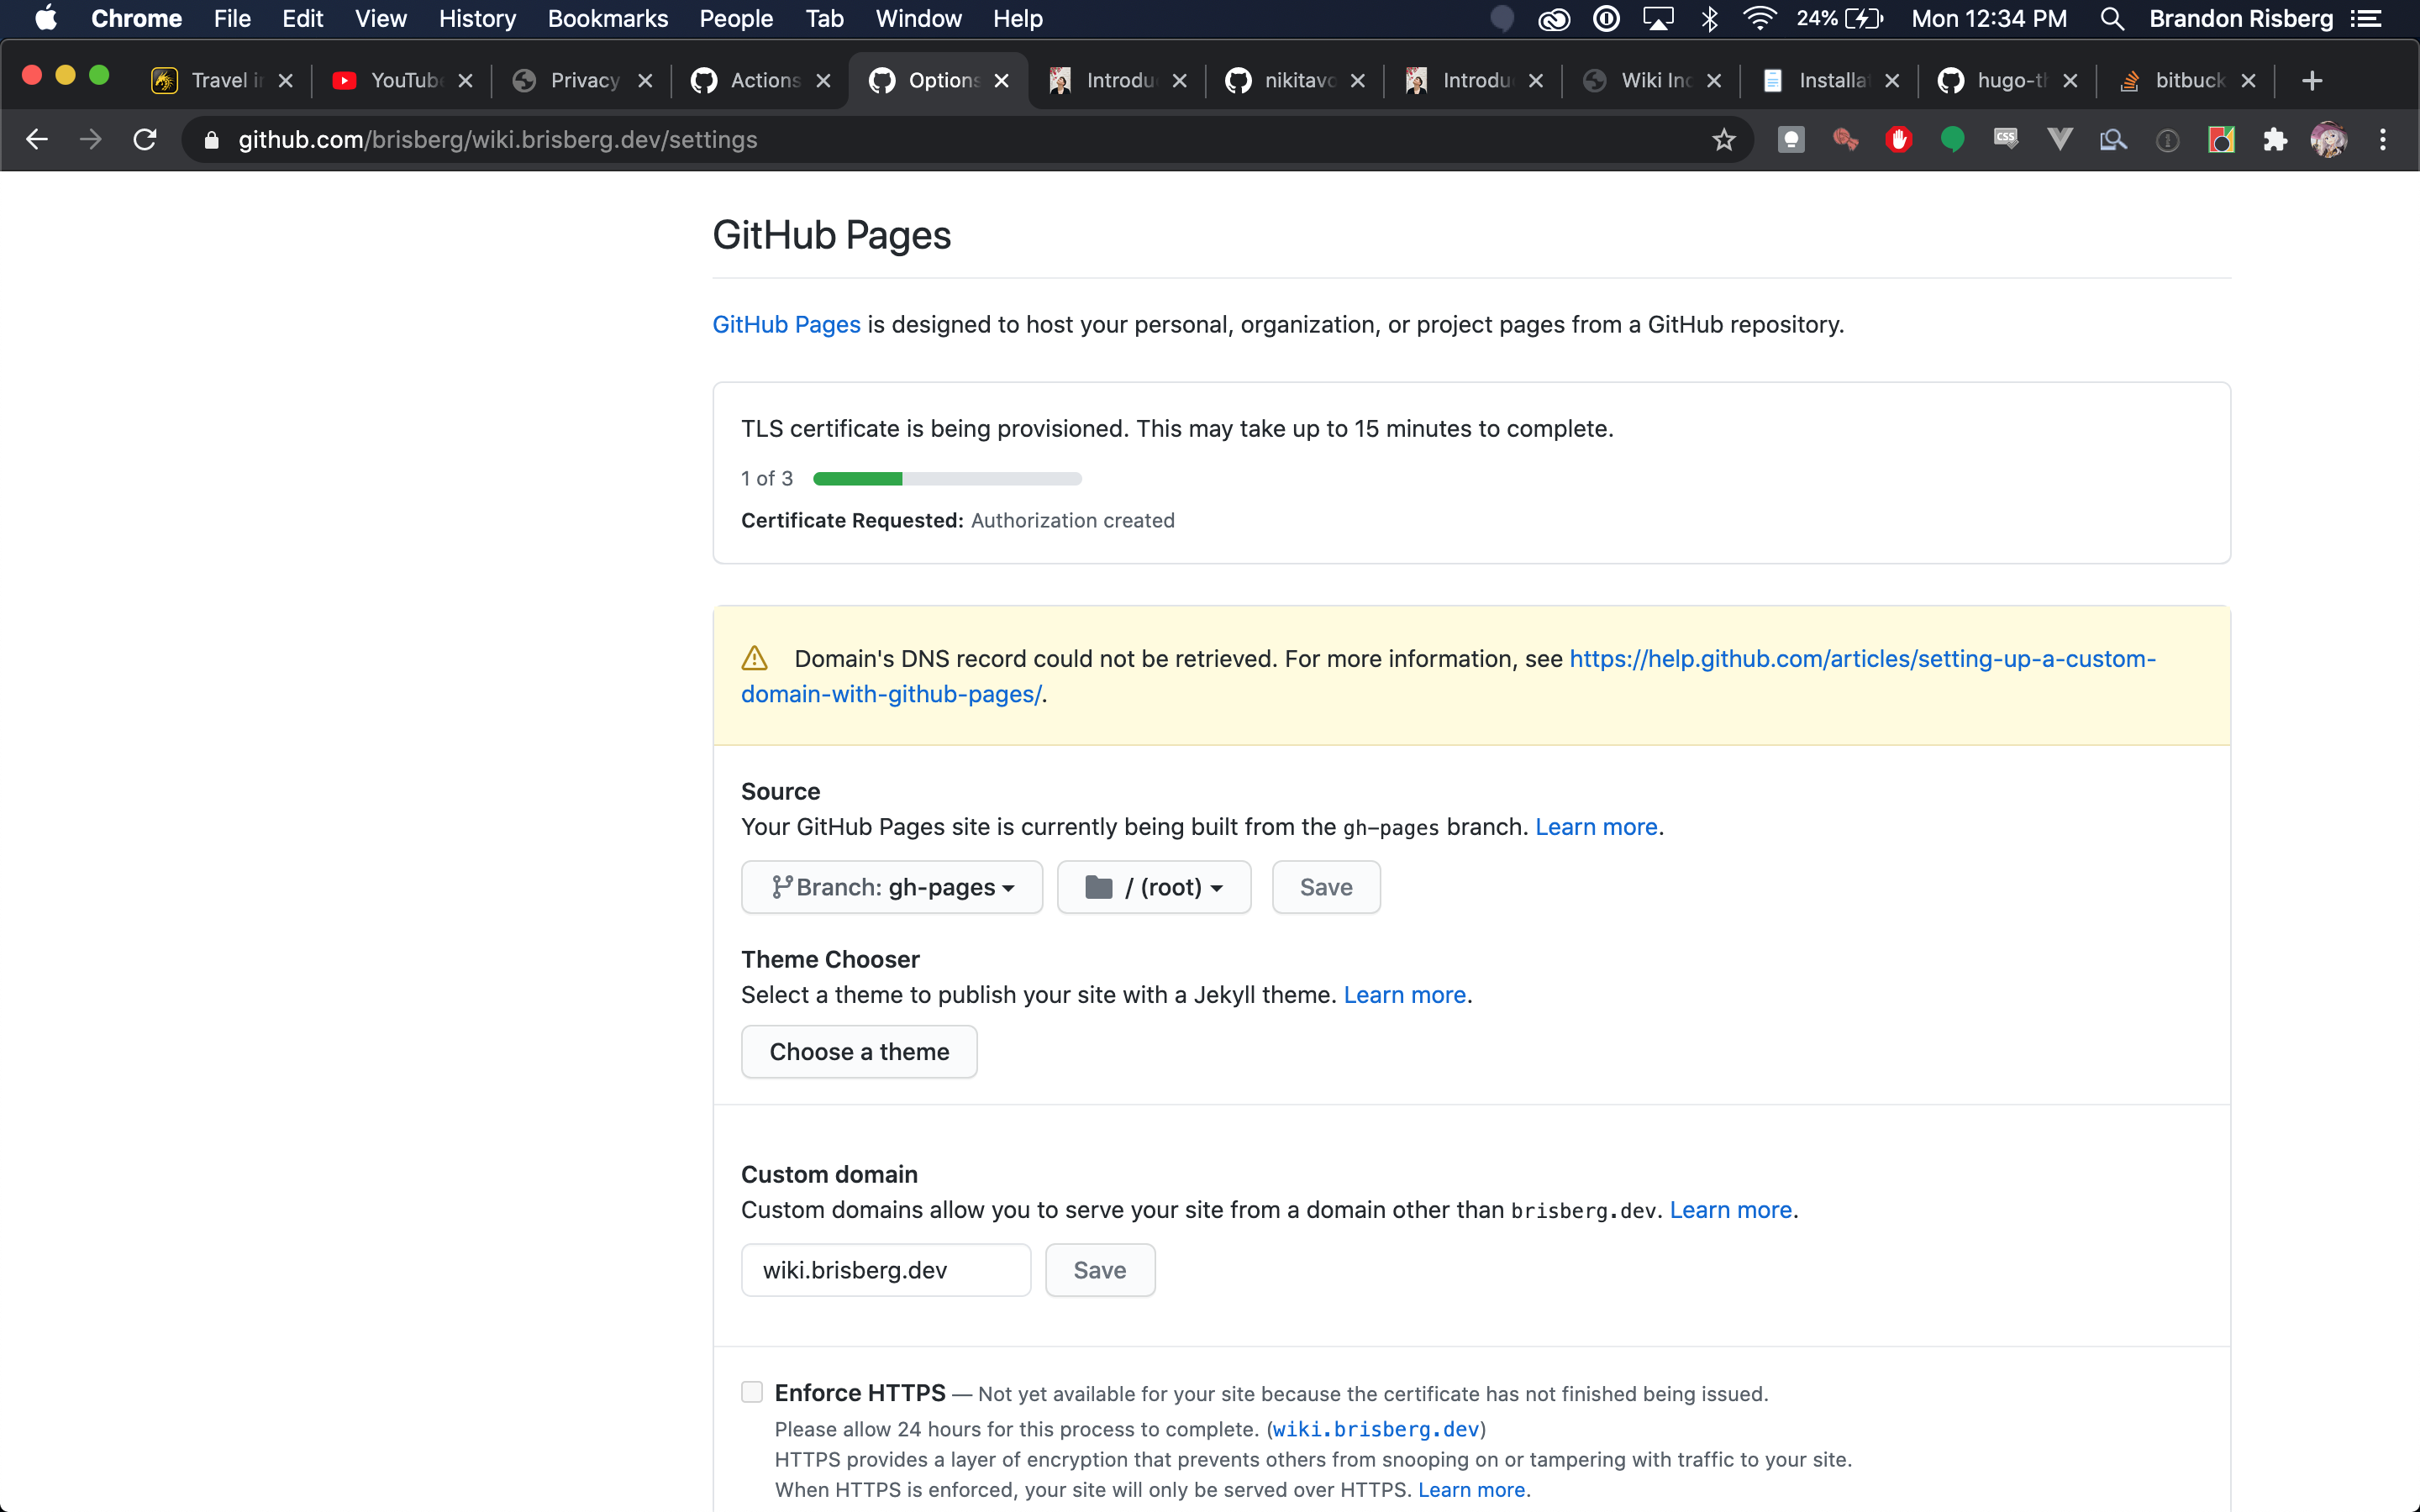 Chrome File Edit View History Bookmarks People Tab Window Help 24% Mon 12:34 PM Brandon Risberg
Travel i YouTub Privacy Actions Options Introdu nikitavo Introdu Wiki Inc Installat hugo-t bitbuck
github.com/brisberg/wiki.brisberg.dev/settings
CSS
GitHub Pages
GitHub Pages is designed to host your personal, organization, or project pages from a GitHub repository.
TLS certificate is being provisioned. This may take up to 15 minutes to complete.
1 of 3
Certificate Requested: Authorization created
Domain's DNS record could not be retrieved. For more information, see https://help.github.com/articles/setting-up-a-custom-
domain-with-github-pages/.
Source
Your GitHub Pages site is currently being built from the gh-pages branch. Learn more.
Branch: gh-pages / (root) Save
Theme Chooser
Select a theme to publish your site with a Jekyll theme. Learn more.
Choose a theme
Custom domain
Custom domains allow you to serve your site from a domain other than brisberg.dev. Learn more.
wiki.brisberg.dev Save
Enforce HTTPS — Not yet available for your site because the certificate has not finished being issued.
Please allow 24 hours for this process to complete. (wiki.brisberg.dev)
HTTPS provides a layer of encryption that prevents others from snooping on or tampering with traffic to your site.
When HTTPS is enforced, your site will only be served over HTTPS. Learn more.